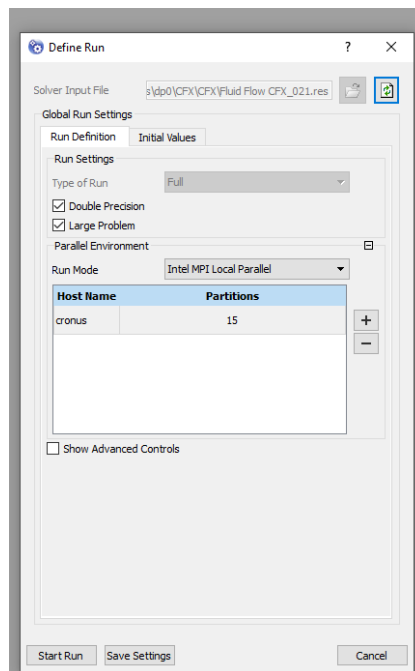 Define Run
?
Solver Input File s\dp0\CFX\CFX\Fluid Flow CFX_021.res
Global Run Settings
Run Definition Initial Values
Run Settings
Type of Run Full
Double Precision
Large Problem
Parallel Environment
Run Mode Intel MPI Local Parallel
Host Name Partitions
cronus 15
Show Advanced Controls
Start Run Save Settings Cancel